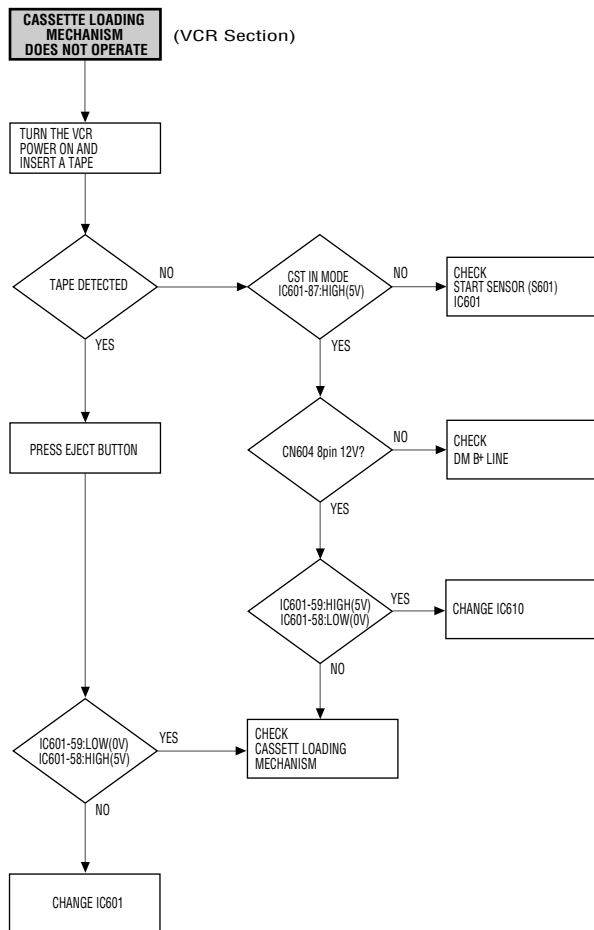 CASSETTE LOADING
MECHANISM
DOES NOT OPERATE
(VCR Section)
TURN THE VCR
POWER ON AND
INSERT A TAPE
TAPE DETECTED
NO
YES
CST IN MODE
IC601-87:HIGH(5V)
NO
YES
CHECK
START SENSOR (S601)
IC601
PRESS EJECT BUTTON
CN604 8pin 12V?
NO
YES
CHECK
DM B+ LINE
IC601-59:HIGH(5V)
IC601-58:LOW(0V)
YES
NO
CHANGE IC610
IC601-59:LOW(0V)
IC601-58:HIGH(5V)
YES
NO
CHECK
CASSETT LOADING
MECHANISM
CHANGE IC601